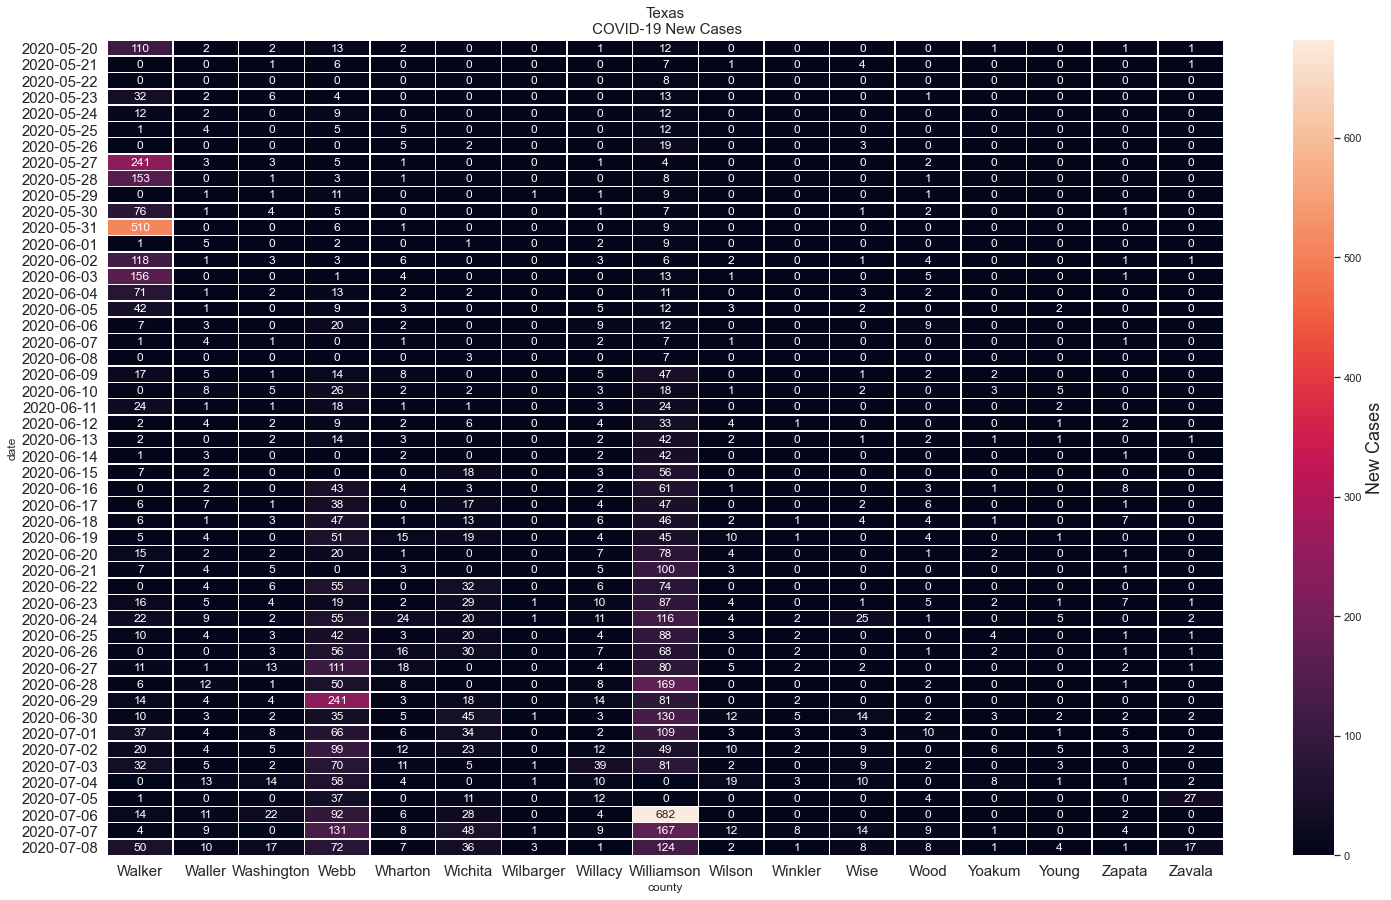 Texas
COVID-19 New Cases
2020-05-20 110 2 2 13 2 0 0 1 12 0 0 0 0 1 0 1 1
2020-05-21 0 0 1 6 0 0 0 0 7 1 0 4 0 0 0 0 1
2020-05-22 0 0 0 0 0 0 0 0 8 0 0 0 0 0 0 0 0
2020-05-23 32 2 6 4 0 0 0 0 13 0 0 0 1 0 0 0 0
2020-05-24 12 2 0 9 0 0 0 0 12 0 0 0 0 0 0 0 0
2020-05-25 1 4 0 5 5 0 0 0 12 0 0 0 0 0 0 0 0
2020-05-26 0 0 0 0 5 2 0 0 19 0 0 3 0 0 0 0 0
2020-05-27 241 3 3 5 1 0 0 1 4 0 0 0 2 0 0 0 0
2020-05-28 153 0 1 3 1 0 0 0 8 0 0 0 1 0 0 0 0
2020-05-29 0 1 1 11 0 0 1 1 9 0 0 0 1 0 0 0 0
2020-05-30 76 1 4 5 0 0 0 1 7 0 0 1 2 0 0 1 0
2020-05-31 510 0 0 6 1 0 0 0 9 0 0 0 0 0 0 0 0
2020-06-01 1 5 0 2 0 1 0 2 9 0 0 0 0 0 0 0 0
2020-06-02 118 1 3 3 6 0 0 3 6 2 0 1 4 0 0 1 1
2020-06-03 156 0 0 1 4 0 0 0 13 1 0 0 5 0 0 1 0
2020-06-04 71 1 2 13 2 2 0 0 11 0 0 3 2 0 0 0 0
2020-06-05 42 1 0 9 3 0 0 5 12 3 0 2 0 0 2 0 0
2020-06-06 7 3 0 20 2 0 0 9 12 0 0 0 9 0 0 0 0
2020-06-07 1 4 1 0 1 0 0 2 7 1 0 0 0 0 0 1 0
2020-06-08 0 0 0 0 0 3 0 0 7 0 0 0 0 0 0 0 0
2020-06-09 17 5 1 14 8 0 0 5 47 0 0 1 2 2 0 0 0
2020-06-10 0 8 5 26 2 2 0 3 18 1 0 2 0 3 5 0 0
2020-06-11 24 1 1 18 1 1 0 3 24 0 0 0 0 0 2 0 0
2020-06-12 2 4 2 9 2 6 0 4 33 4 1 0 0 0 1 2 0
2020-06-13 2 0 2 14 3 0 0 2 42 2 0 1 2 1 1 0 1
2020-06-14 1 3 0 0 2 0 0 2 42 0 0 0 0 0 0 1 0
2020-06-15 7 2 0 0 0 18 0 3 56 0 0 0 0 0 0 0 0
2020-06-16 0 2 0 43 4 3 0 2 61 1 0 0 3 1 0 8 0
2020-06-17 6 7 1 38 0 17 0 4 47 0 0 2 6 0 0 1 0
2020-06-18 6 1 3 47 1 13 0 6 46 2 1 4 4 1 0 7 0
2020-06-19 5 4 0 51 15 19 0 4 45 10 1 0 4 0 1 0 0
2020-06-20 15 2 2 20 1 0 0 7 78 4 0 0 1 2 0 1 0
2020-06-21 7 4 5 0 3 0 0 5 100 3 0 0 0 0 0 1 0
2020-06-22 0 4 6 55 0 32 0 6 74 0 0 0 0 0 0 0 0
2020-06-23 16 5 4 19 2 29 1 10 87 4 0 1 5 2 1 7 1
2020-06-24 22 9 2 55 24 20 1 11 116 4 2 25 1 0 5 0 2
2020-06-25 10 4 3 42 3 20 0 4 88 3 2 0 0 4 0 1 1
2020-06-26 0 0 3 56 16 30 0 7 68 0 2 0 1 2 0 1 1
2020-06-27 11 1 13 111 18 0 0 4 80 5 2 2 0 0 0 2 1
2020-06-28 6 12 1 50 8 0 0 8 169 0 0 0 2 0 0 1 0
2020-06-29 14 4 4 241 3 18 0 14 81 0 2 0 0 0 0 0 0
2020-06-30 10 3 2 35 5 45 1 3 130 12 5 14 2 3 2 2 2
2020-07-01 37 4 8 66 6 34 0 2 109 3 3 3 10 0 1 5 0
2020-07-02 20 4 5 99 12 23 0 12 49 10 2 9 0 6 5 3 2
2020-07-03 32 5 2 70 11 5 1 39 81 2 0 9 2 0 3 0 0
2020-07-04 0 13 14 58 4 0 1 10 0 19 3 10 0 8 1 1 2
2020-07-05 1 0 0 37 0 11 0 12 0 0 0 0 4 0 0 0 27
2020-07-06 14 11 22 92 6 28 0 4 682 0 0 0 0 0 0 2 0
2020-07-07 4 9 0 131 8 48 1 9 167 12 8 14 9 1 0 4 0
2020-07-08 50 10 17 72 7 36 3 1 124 2 1 8 8 1 4 1 17
Walker Waller Washington Webb Wharton Wichita Wilbarger Willacy Williamson Wilson Winkler Wise Wood Yoakum Young Zapata Zavala
county
date
600
500
400
300
200
100
0
New Cases